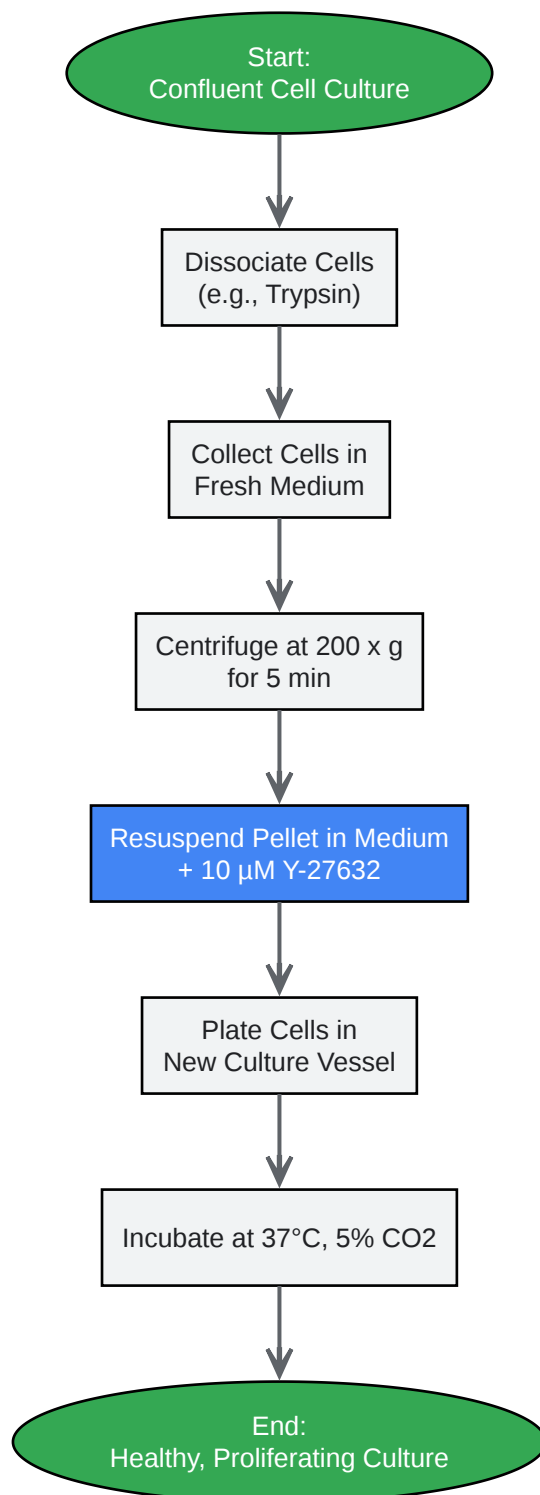 Start:
Confluent Cell Culture
Dissociate Cells
(e.g., Trypsin)
Collect Cells in
Fresh Medium
Centrifuge at 200 x g
for 5 min
Resuspend Pellet in Medium
+ 10 µM Y-27632
Plate Cells in
New Culture Vessel
Incubate at 37°C, 5% CO2
End:
Healthy, Proliferating Culture